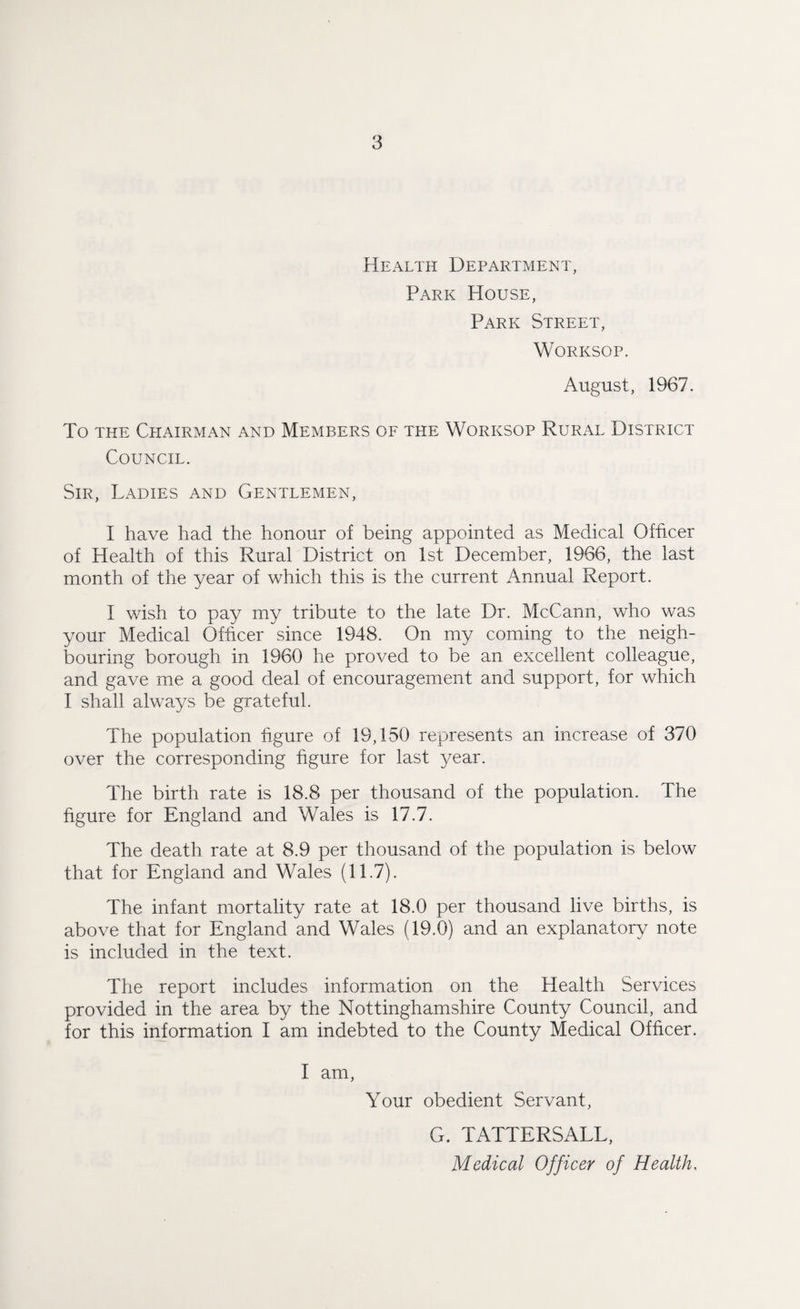 3
Health Department,
Park House,
Park Street,
Worksop.
August, 1967.
To the Chairman and Members of the Worksop Rural District
Council.
Sir, Ladies and Gentlemen,
I have had the honour of being appointed as Medical Officer
of Health of this Rural District on 1st December, 1966, the last
month of the year of which this is the current Annual Report.
I wish to pay my tribute to the late Dr. McCann, who was
your Medical Officer since 1948. On my coming to the neigh-
bouring borough in 1960 he proved to be an excellent colleague,
and gave me a good deal of encouragement and support, for which
I shall always be grateful.
The population figure of 19,150 represents an increase of 370
over the corresponding figure for last year.
The birth rate is 18.8 per thousand of the population. The
figure for England and Wales is 17.7.
The death rate at 8.9 per thousand of the population is below
that for England and Wales (11.7).
The infant mortality rate at 18.0 per thousand live births, is
above that for England and Wales (19.0) and an explanatory note
is included in the text.
The report includes information on the Health Services
provided in the area by the Nottinghamshire County Council, and
for this information I am indebted to the County Medical Officer.
I am,
Your obedient Servant,
G. TATTERSALL,
Medical Officer of Health.